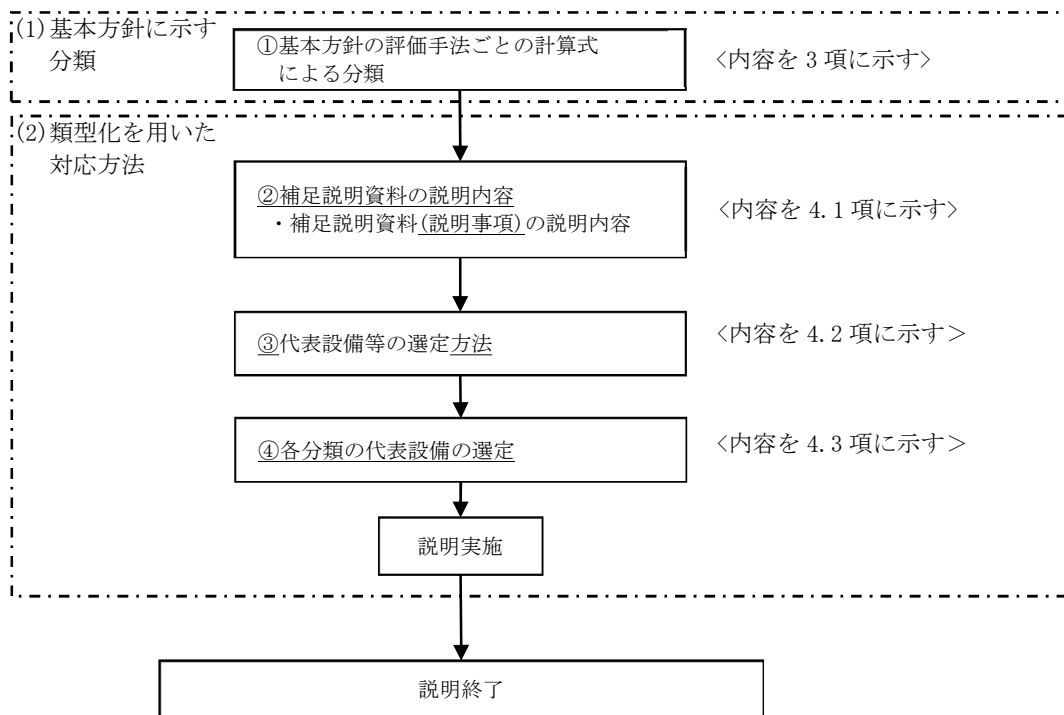 (1)基本方針に示す
分類
①基本方針の評価手法ごとの計算式
による分類
<内容を 3 項に示す>
(2)類型化を用いた
対応方法
②補足説明資料の説明内容
・補足説明資料(説明事項)の説明内容
<内容を 4.1 項に示す>
③代表設備等の選定方法
<内容を 4.2 項に示す>
④各分類の代表設備の選定
<内容を 4.3 項に示す>
説明実施
説明終了